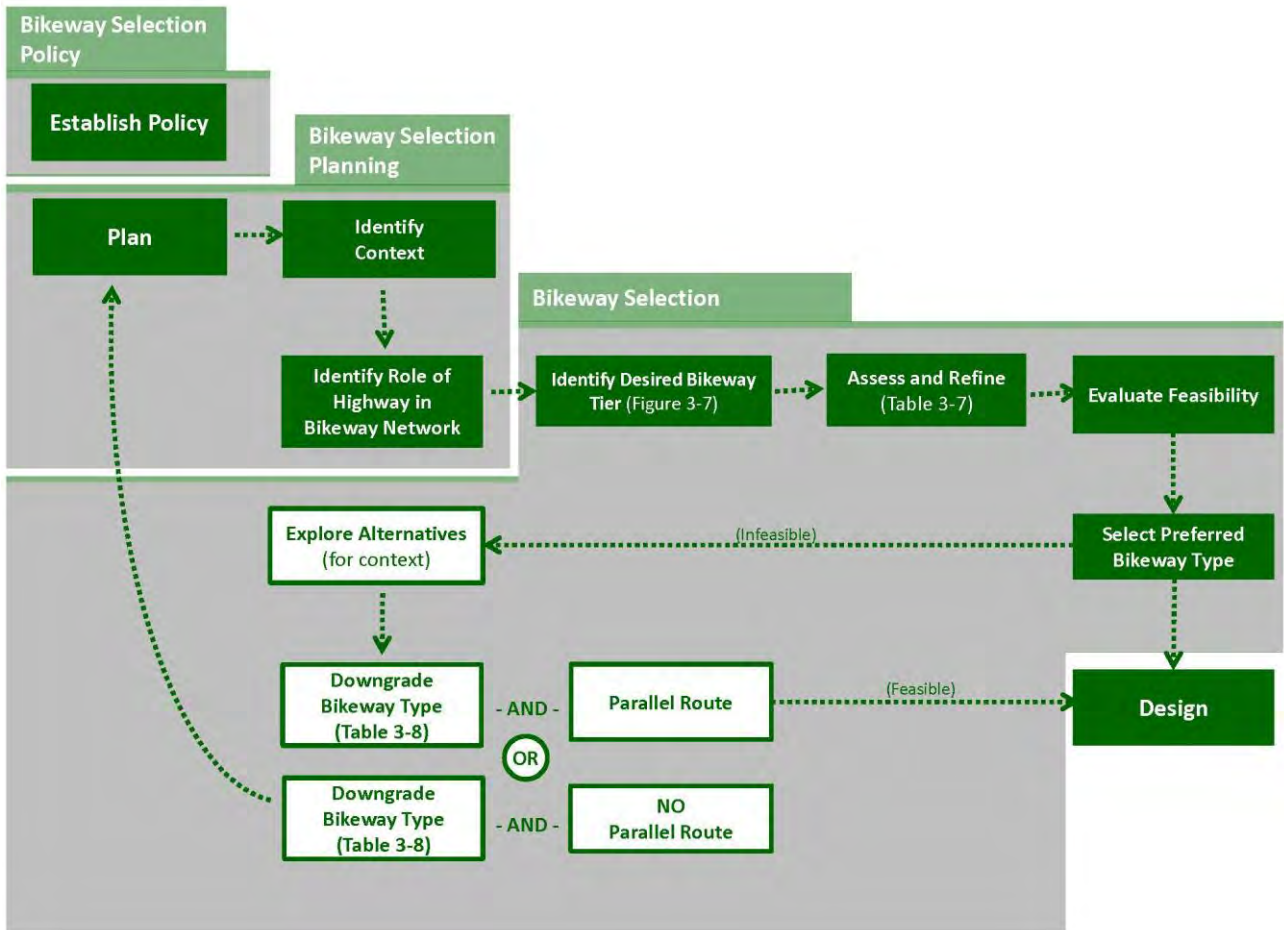 Bikeway Selection
Policy
Establish Policy
Bikeway Selection
Planning
Plan
Identify
Context
Bikeway Selection
Identify Role of
Highway in
Bikeway Network
Identify Desired Bikeway
Tier (Figure 3-7)
Assess and Refine
(Table 3-7)
Evaluate Feasibility
Explore Alternatives
(for context)
(Infeasible)
Select Preferred
Bikeway Type
Downgrade
Bikeway Type
(Table 3-8)
- AND -
Parallel Route
(Feasible)
Design
OR
Downgrade
Bikeway Type
(Table 3-8)
- AND -
NO
Parallel Route